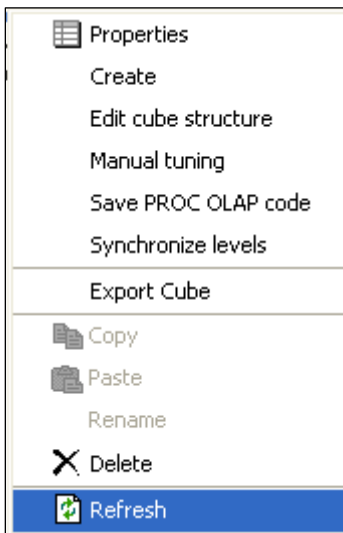 Properties
Create
Edit cube structure
Manual tuning
Save PROC OLAP code
Synchronize levels
Export Cube
Copy
Paste
Rename
Delete
Refresh